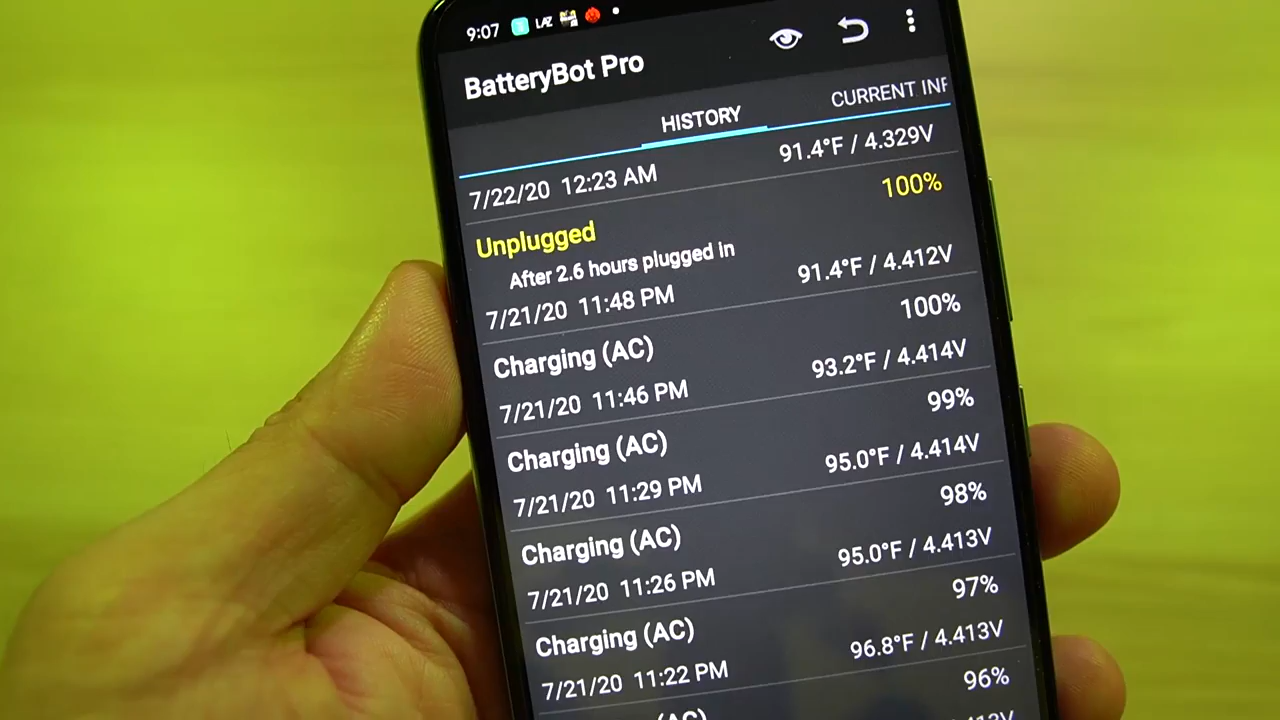 9:07 LAZ
BatteryBot Pro
HISTORY CURRENT INF
7/22/20 12:23 AM 91.4°F / 4.329V
Unplugged 100%
After 2.6 hours plugged in
7/21/20 11:48 PM 91.4°F / 4.412V
Charging (AC) 100%
7/21/20 11:46 PM 93.2°F / 4.414V
Charging (AC) 99%
7/21/20 11:29 PM 95.0°F / 4.414V
Charging (AC) 98%
7/21/20 11:26 PM 95.0°F / 4.413V
Charging (AC) 97%
7/21/20 11:22 PM 96.8°F / 4.413V
(AC) 96%
4.413V